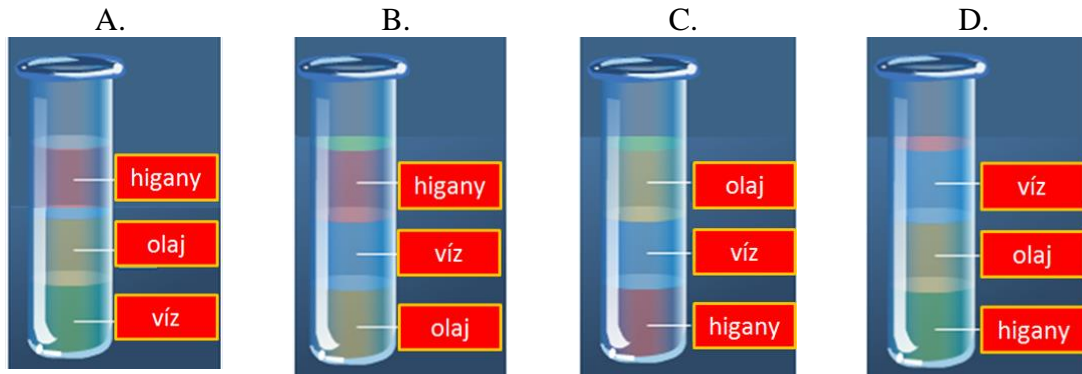 A. B. C. D.
higany
olaj
víz
higany
víz
olaj
olaj
víz
higany
víz
olaj
higany